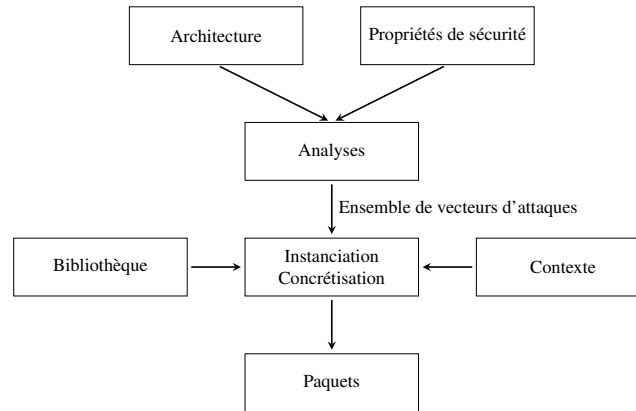 Architecture
Propriétés de sécurité
Analyses
Ensemble de vecteurs d'attaques
Bibliothèque
Instanciation
Concrétisation
Contexte
Paquets